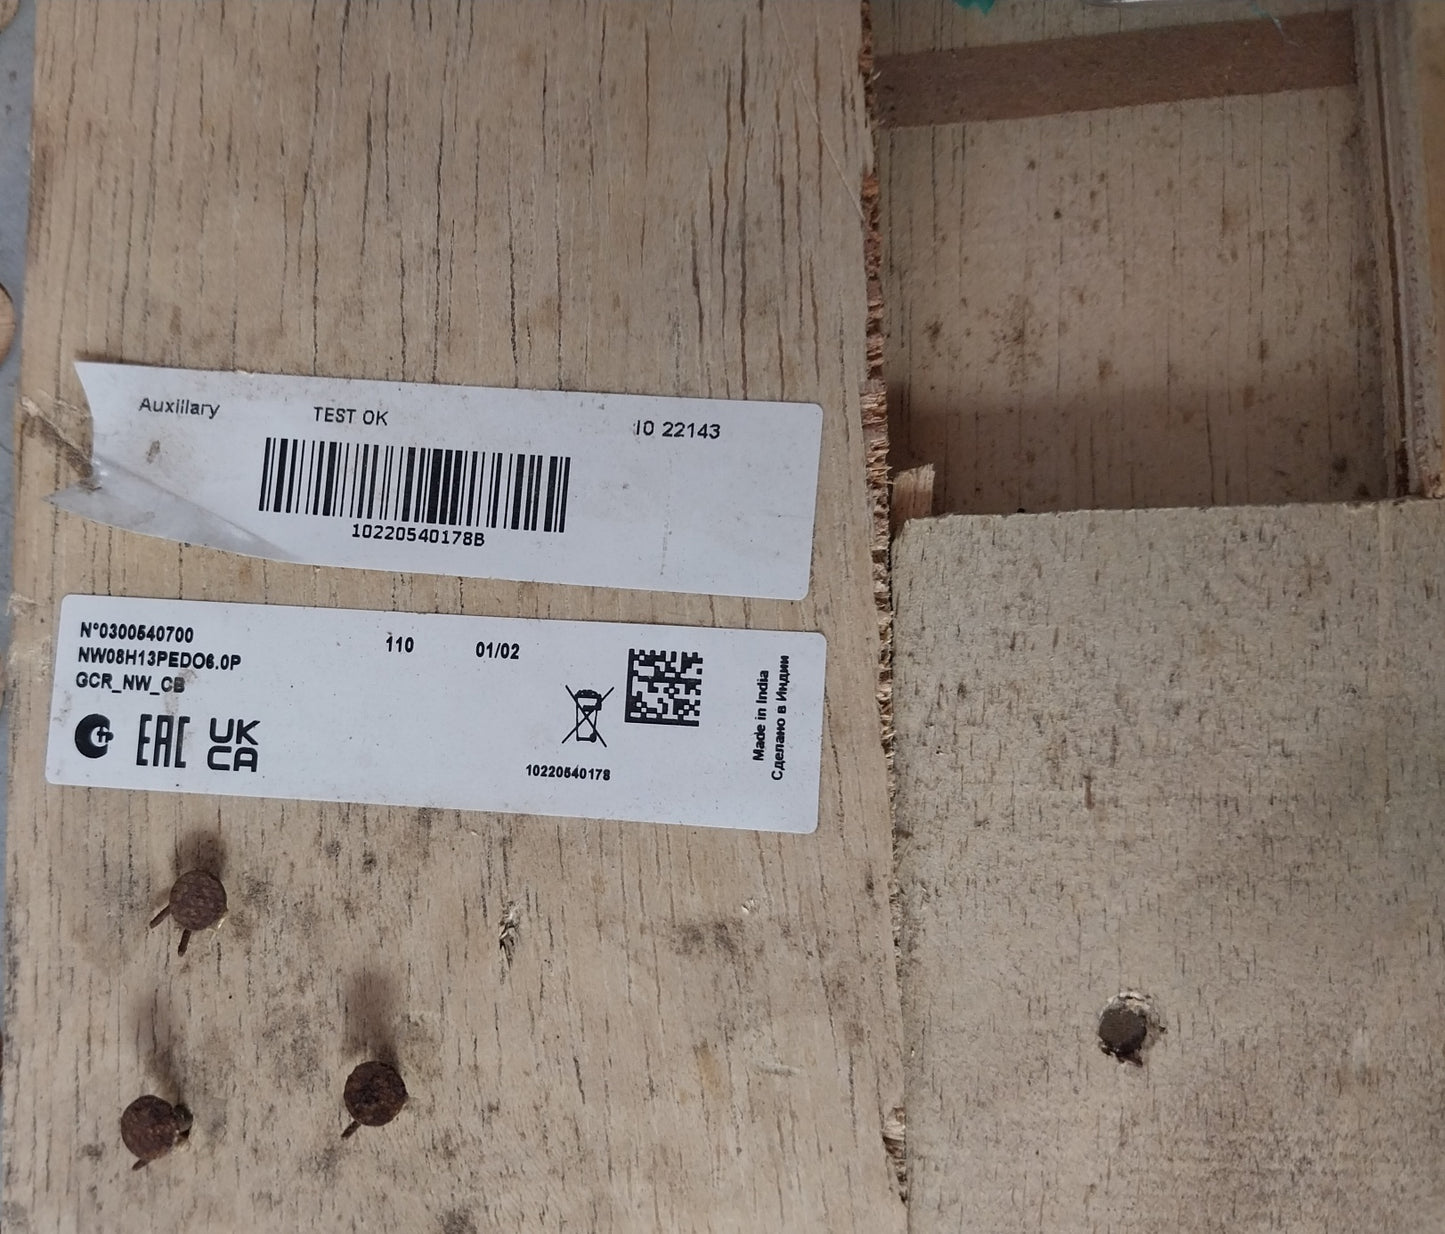 Auxiliary
TEST OK
IO 22143
10220540178B
N°0300540700
110
01/02
NW08H13PEDO6.0P
GCR_NW_CB
EAC
UK
CA
10220540178
Made in India
Сделано в Индии